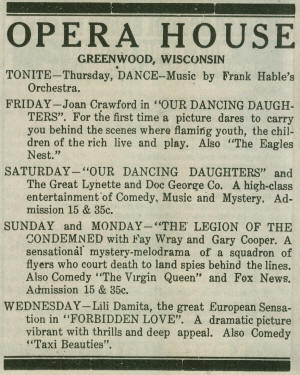 OPERA HOUSE
GREENWOOD, WISCONSIN
TONITE—Thursday, DANCE—Music by Frank Hable's
Orchestra.
FRIDAY—Joan Crawford in "OUR DANCING DAUGH-
TERS". For the first time a picture dares to carry
you behind the scenes where flaming youth, the chil-
dren of the rich live and play. Also "The Eagles
Nest."
SATURDAY—"OUR DANCING DAUGHTERS" and
The Great Lynette and Doc George Co. A high-class
entertainment of Comedy, Music and Mystery. Ad-
mission 15 & 35c.
SUNDAY and MONDAY—"THE LEGION OF THE
CONDEMNED with Fay Wray and Gary Cooper. A
sensational mystery-melodrama of a squadron of
flyers who court death to land spies behind the lines.
Also Comedy "The Virgin Queen" and Fox News.
Admission 15 & 35c.
WEDNESDAY—Lili Damita, the great European Sensa-
tion in "FORBIDDEN LOVE". A dramatic picture
vibrant with thrills and deep appeal. Also Comedy
"Taxi Beauties".